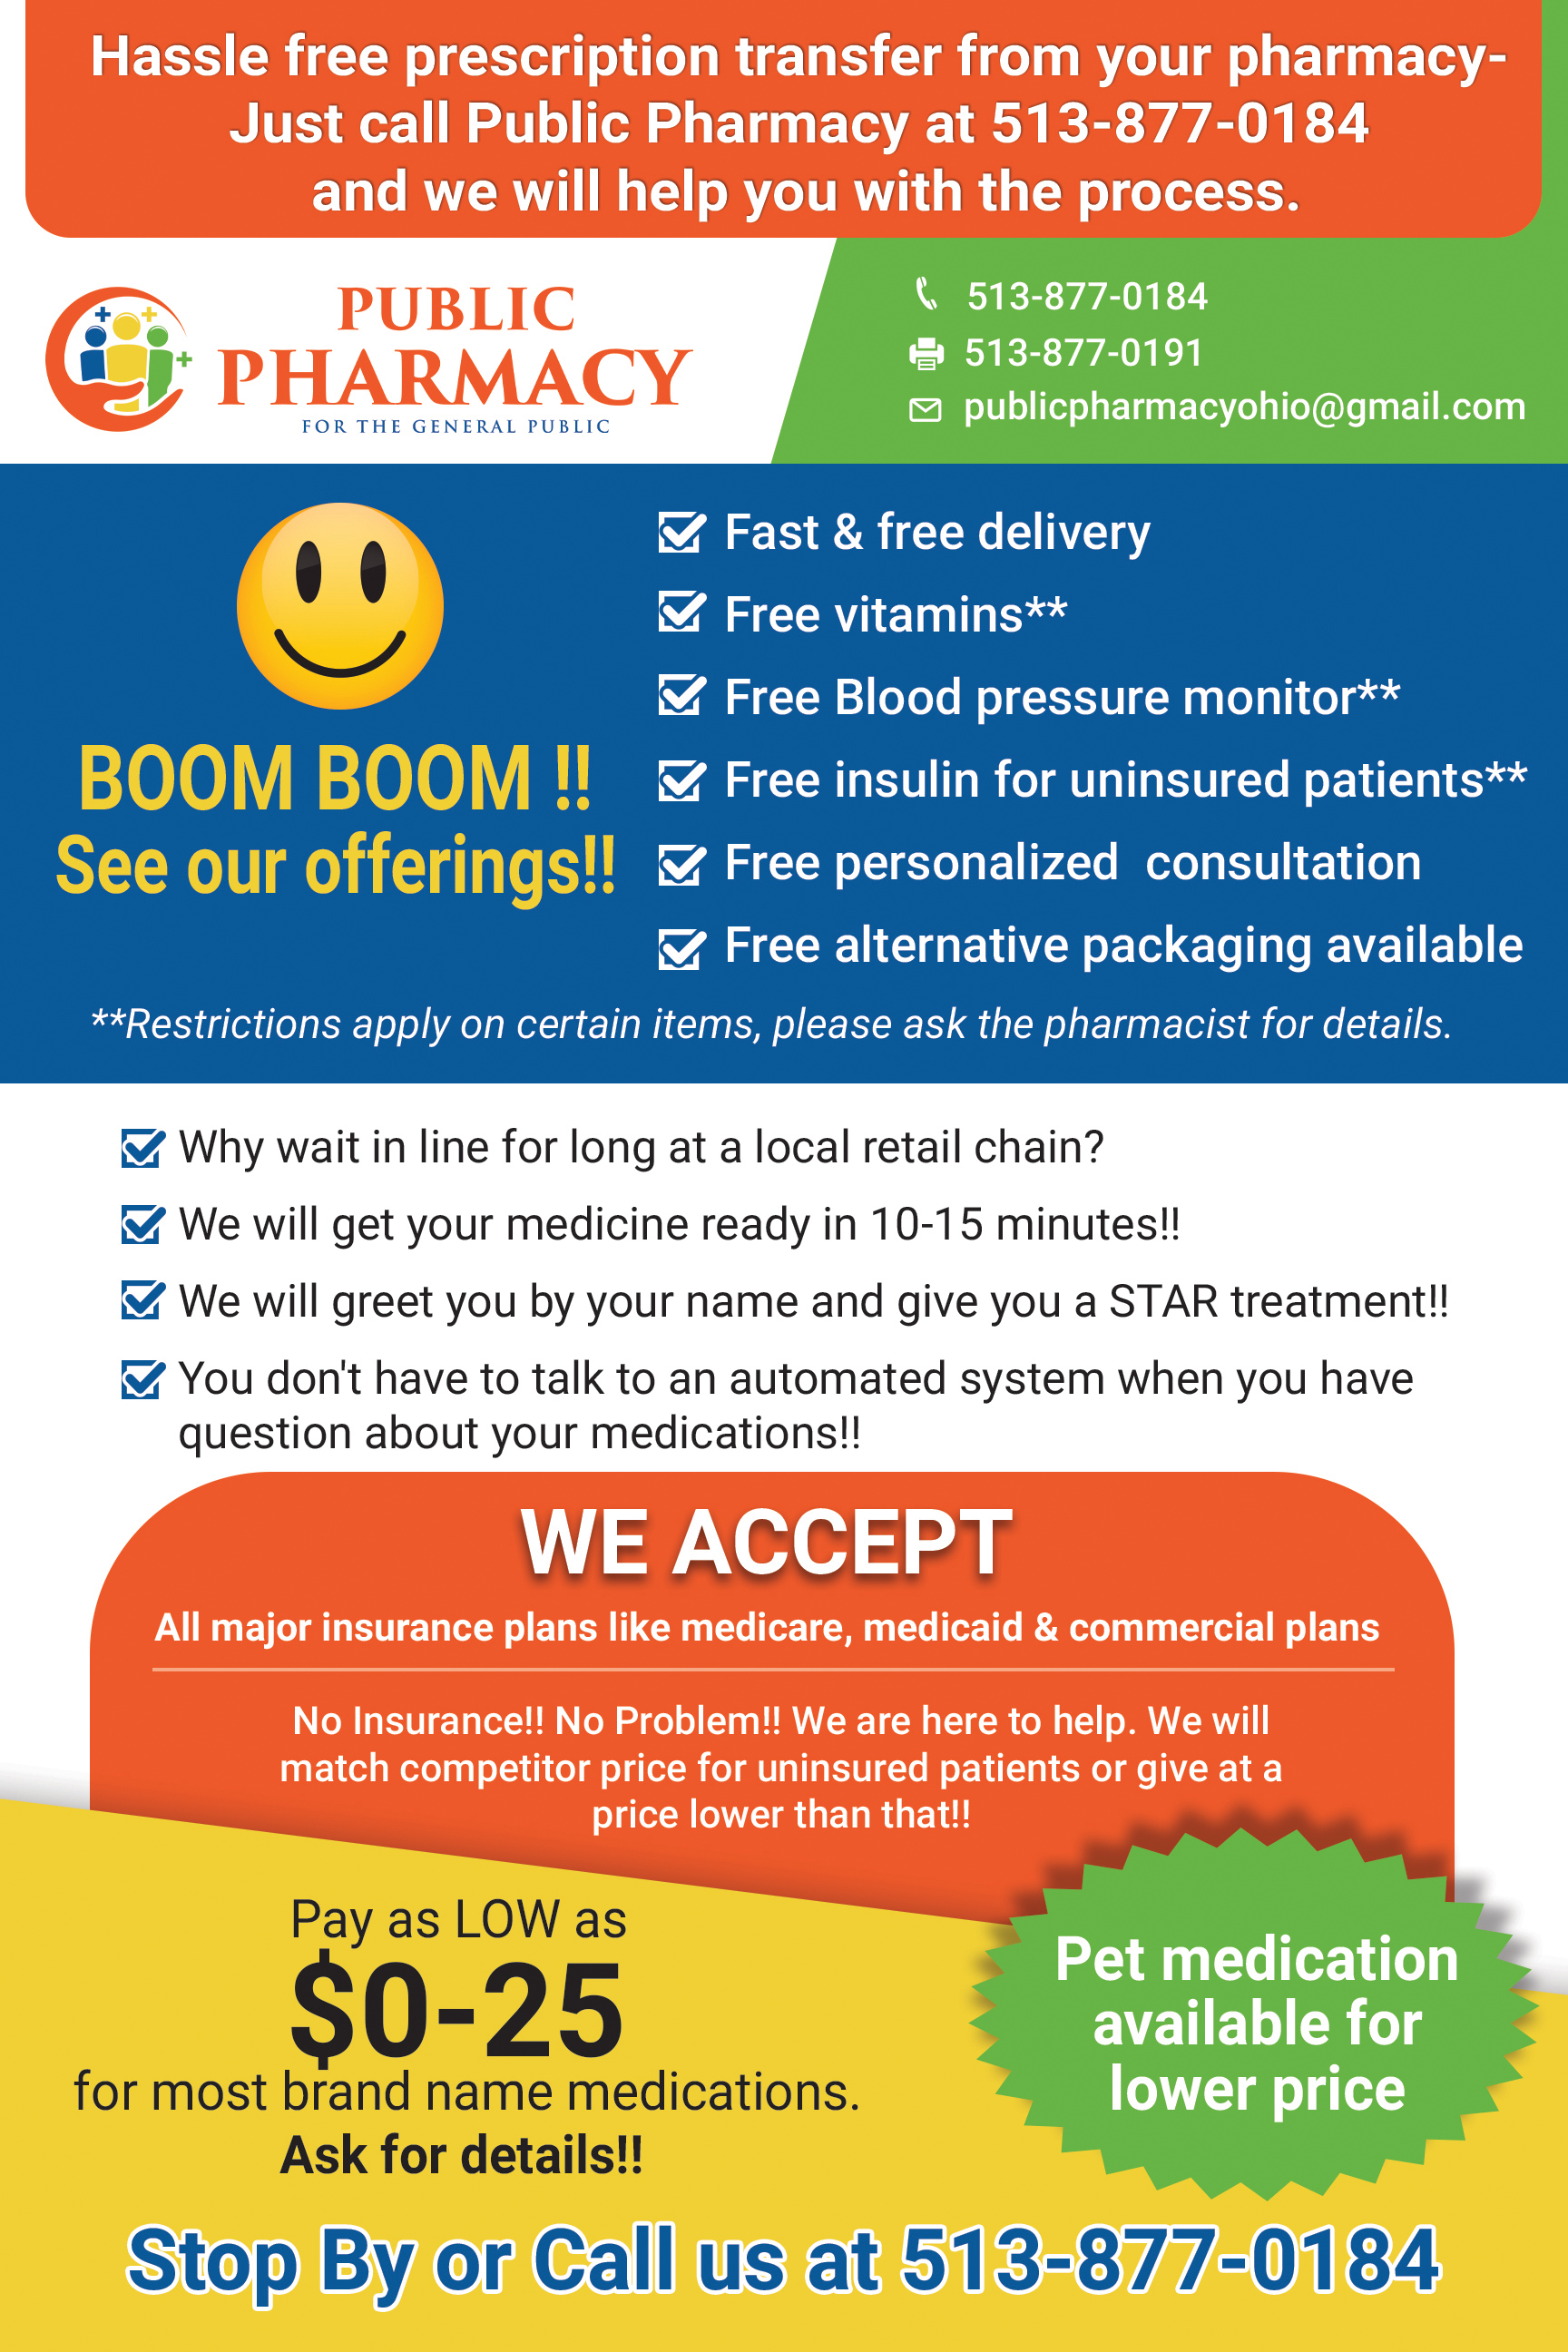 Hassle free prescription transfer from your pharmacy-
Just call Public Pharmacy at 513-877-0184
and we will help you with the process.
PUBLIC
PHARMACY
FOR THE GENERAL PUBLIC
513-877-0184
513-877-0191
publicpharmacyohio@gmail.com
BOOM BOOM !!
See our offerings!!
Fast & free delivery
Free vitamins**
Free Blood pressure monitor**
Free insulin for uninsured patients**
Free personalized  consultation
Free alternative packaging available
**Restrictions apply on certain items, please ask the pharmacist for details.
Why wait in line for long at a local retail chain?
We will get your medicine ready in 10-15 minutes!!
We will greet you by your name and give you a STAR treatment!!
You don't have to talk to an automated system when you have
question about your medications!!
WE ACCEPT
All major insurance plans like medicare, medicaid & commercial plans
No Insurance!! No Problem!! We are here to help. We will
match competitor price for uninsured patients or give at a
price lower than that!!
Pay as LOW as
$0-25
for most brand name medications.
Ask for details!!
Pet medication
available for
lower price
Stop By or Call us at 513-877-0184